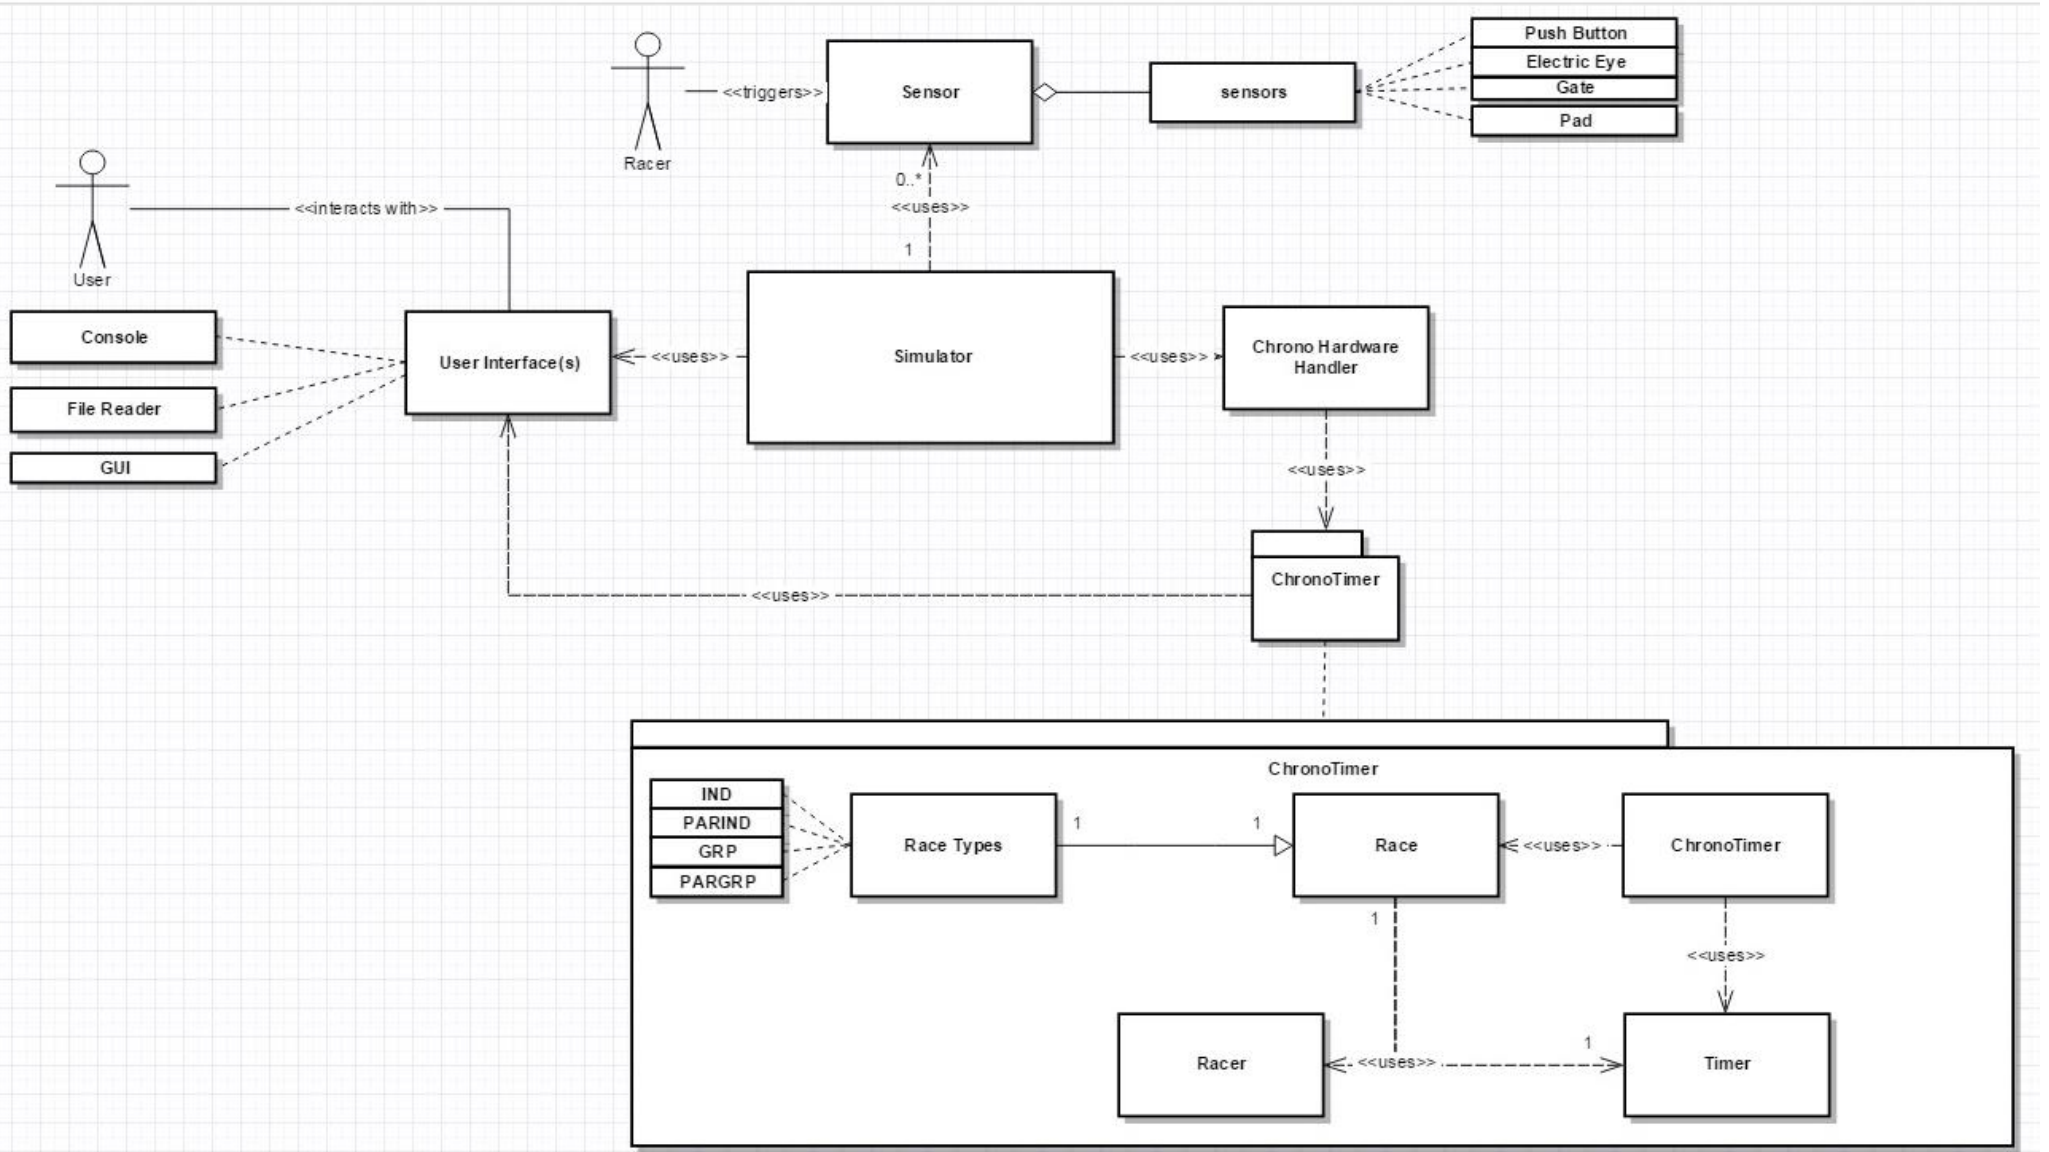 Push Button
Electric Eye
Gate
Pad
<<triggers>>
Sensor
sensors
Racer
0..*
<<uses>>
1
<<interacts with>>
User
Console
File Reader
GUI
User Interface(s)
<<uses>>
Simulator
<<uses>>
Chrono Hardware
Handler
<<uses>>
ChronoTimer
<<uses>>
ChronoTimer
IND
PARIND
GRP
PARGRP
Race Types
1
1
Race
<<uses>>
ChronoTimer
1
<<uses>>
Racer
<<uses>>
1
Timer